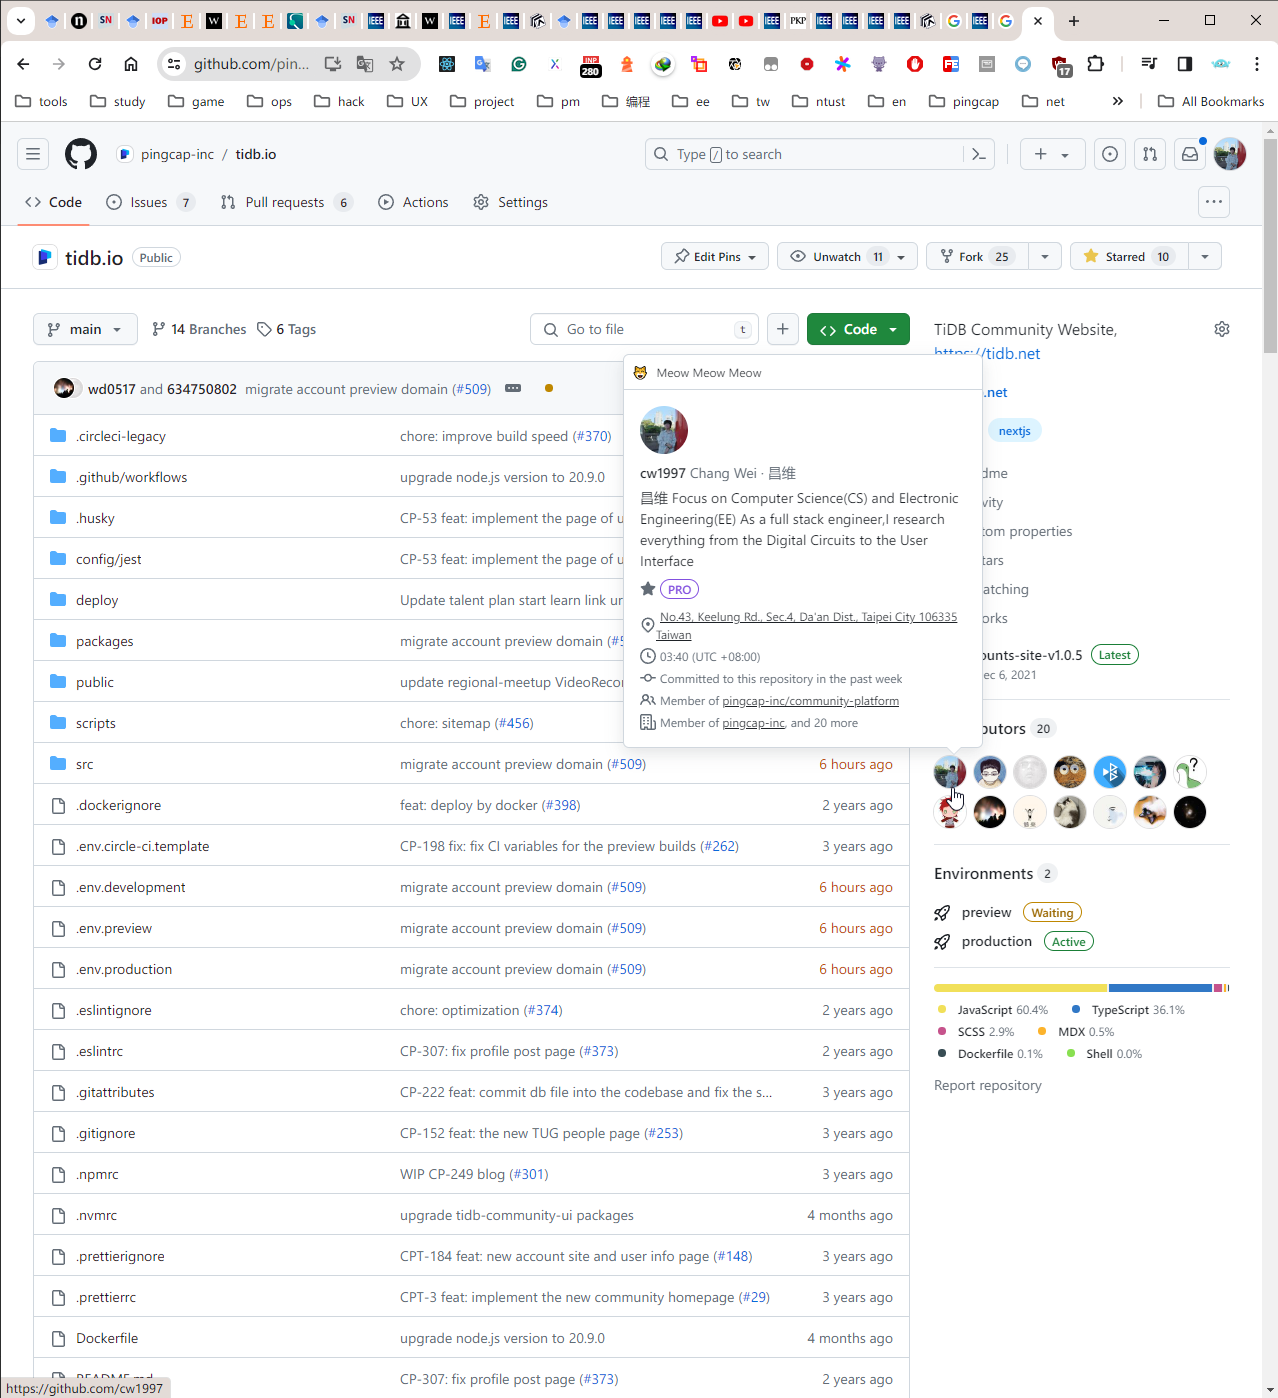 github.com/pin...
INP
280
17
tools
study
game
ops
hack
UX
project
pm
编程
ee
tw
ntust
en
pingcap
net
All Bookmarks
pingcap-inc / tidb.io
Type / to search
Code
Issues 7
Pull requests 6
Actions
Settings
tidb.io Public
Edit Pins
Unwatch 11
Fork 25
Starred 10
main
14 Branches
6 Tags
Go to file t
Code
TiDB Community Website,
https://tidb.net
.net
nextjs
wd0517 and 634750802 migrate account preview domain (#509)
Meow Meow Meow
cw1997 Chang Wei · 昌维
昌维 Focus on Computer Science(CS) and Electronic
Engineering(EE) As a full stack engineer,I research
everything from the Digital Circuits to the User
Interface
PRO
No.43, Keelung Rd., Sec.4, Da'an Dist., Taipei City 106335
Taiwan
03:40 (UTC +08:00)
Committed to this repository in the past week
Member of pingcap-inc/community-platform
Member of pingcap-inc, and 20 more
.circleci-legacy chore: improve build speed (#370)
.github/workflows upgrade node.js version to 20.9.0
.husky CP-53 feat: implement the page of u
config/jest CP-53 feat: implement the page of u
deploy Update talent plan start learn link ur
packages migrate account preview domain (#5
public update regional-meetup VideoRecor
scripts chore: sitemap (#456)
src migrate account preview domain (#509) 6 hours ago
.dockerignore feat: deploy by docker (#398) 2 years ago
.env.circle-ci.template CP-198 fix: fix CI variables for the preview builds (#262) 3 years ago
.env.development migrate account preview domain (#509) 6 hours ago
.env.preview migrate account preview domain (#509) 6 hours ago
.env.production migrate account preview domain (#509) 6 hours ago
.eslintignore chore: optimization (#374) 2 years ago
.eslintrc CP-307: fix profile post page (#373) 2 years ago
.gitattributes CP-222 feat: commit db file into the codebase and fix the s... 3 years ago
.gitignore CP-152 feat: the new TUG people page (#253) 3 years ago
.npmrc WIP CP-249 blog (#301) 3 years ago
.nvmrc upgrade tidb-community-ui packages 4 months ago
.prettierignore CPT-184 feat: new account site and user info page (#148) 3 years ago
.prettierrc CPT-3 feat: implement the new community homepage (#29) 3 years ago
Dockerfile upgrade node.js version to 20.9.0 4 months ago
README.md CP-307: fix profile post page (#373) 2 years ago
dme
vity
tom properties
tars
atching
orks
ounts-site-v1.0.5 Latest
ec 6, 2021
butors 20
Environments 2
preview Waiting
production Active
JavaScript 60.4% TypeScript 36.1%
SCSS 2.9% MDX 0.5%
Dockerfile 0.1% Shell 0.0%
Report repository
https://github.com/cw1997